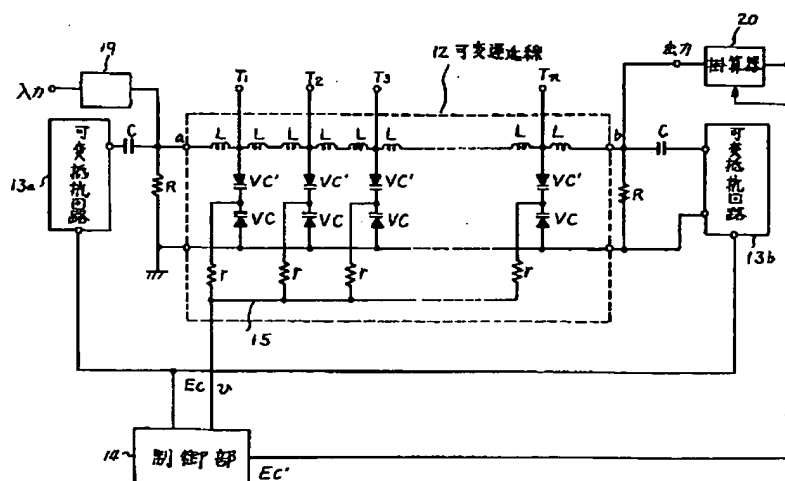 20
19
12 可変遅延線
出力
掛算器
入力
T1
T2
T3
Tn
C
a
L
L
L
L
L
L
L
L
b
C
可変抵抗回路
13a
R
VC'
VC'
VC'
VC'
VC
VC
VC
VC
R
可変抵抗回路
13b
r
r
r
r
15
Ec
v
14
制御部
Ec'